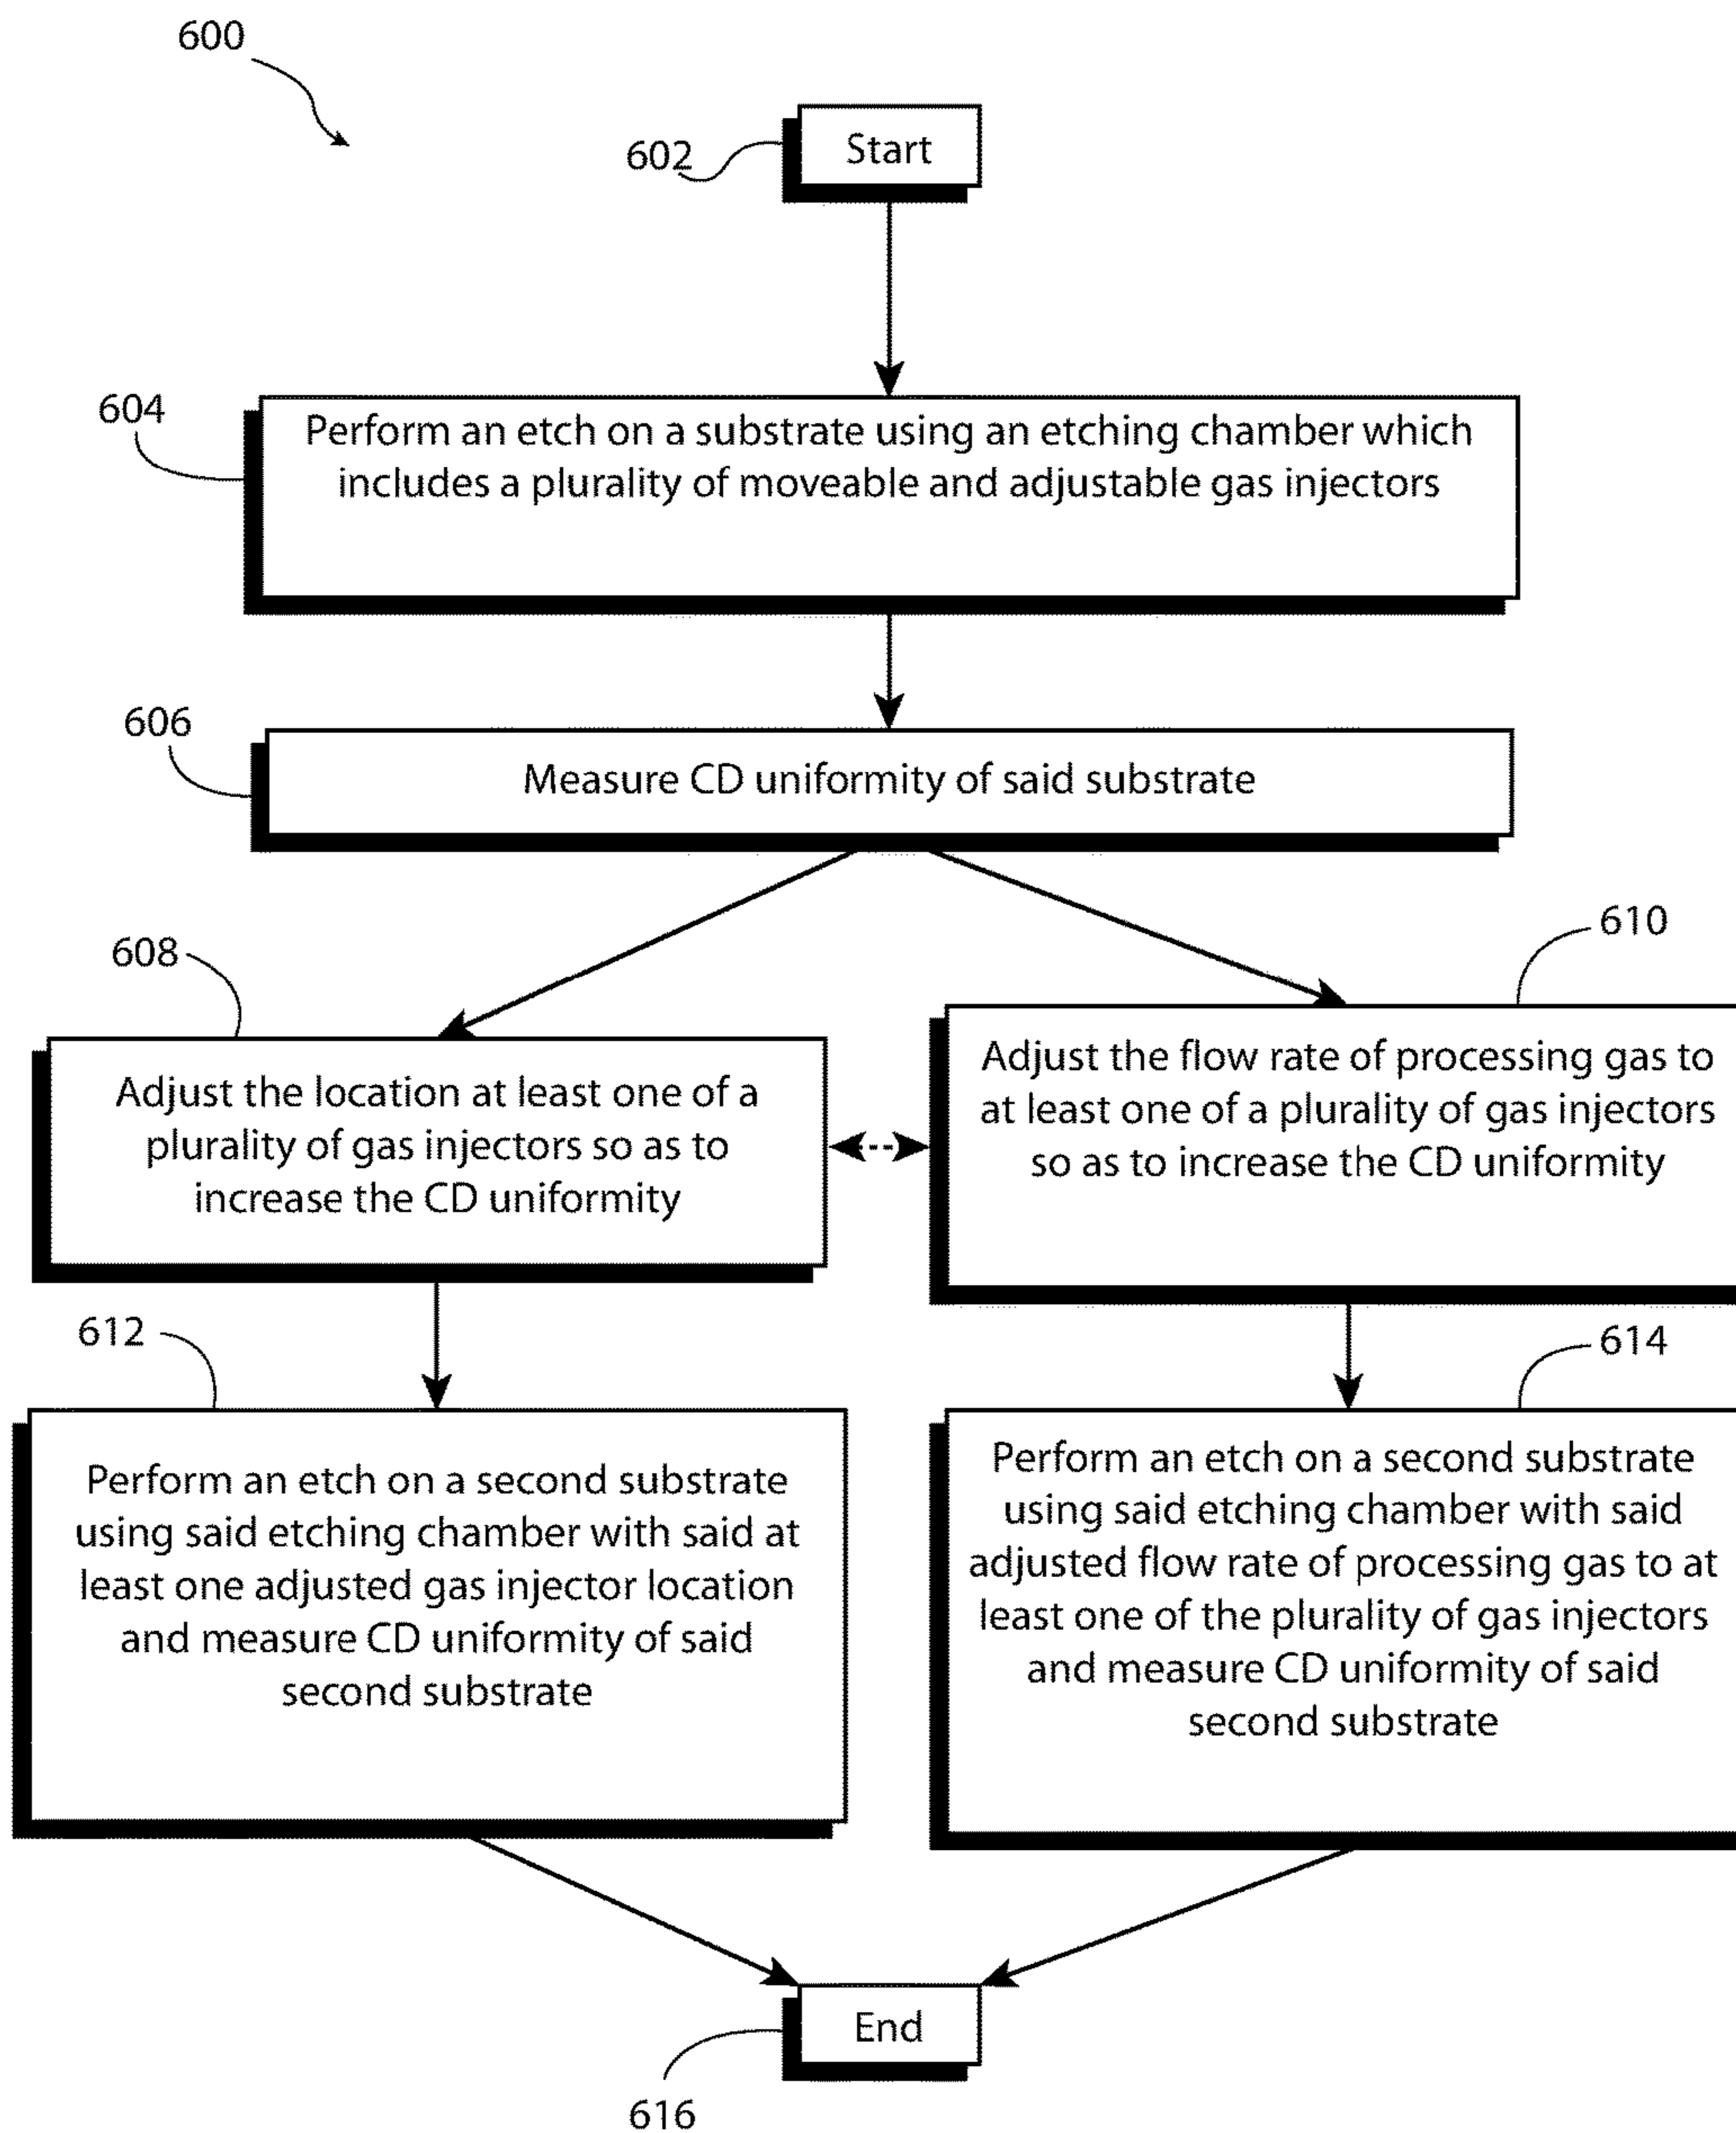 600
602
Start
604
Perform an etch on a substrate using an etching chamber which
includes a plurality of moveable and adjustable gas injectors
606
Measure CD uniformity of said substrate
608
Adjust the location at least one of a
plurality of gas injectors so as to
increase the CD uniformity
610
Adjust the flow rate of processing gas to
at least one of a plurality of gas injectors
so as to increase the CD uniformity
612
Perform an etch on a second substrate
using said etching chamber with said at
least one adjusted gas injector location
and measure CD uniformity of said
second substrate
614
Perform an etch on a second substrate
using said etching chamber with said
adjusted flow rate of processing gas to at
least one of the plurality of gas injectors
and measure CD uniformity of said
second substrate
End
616